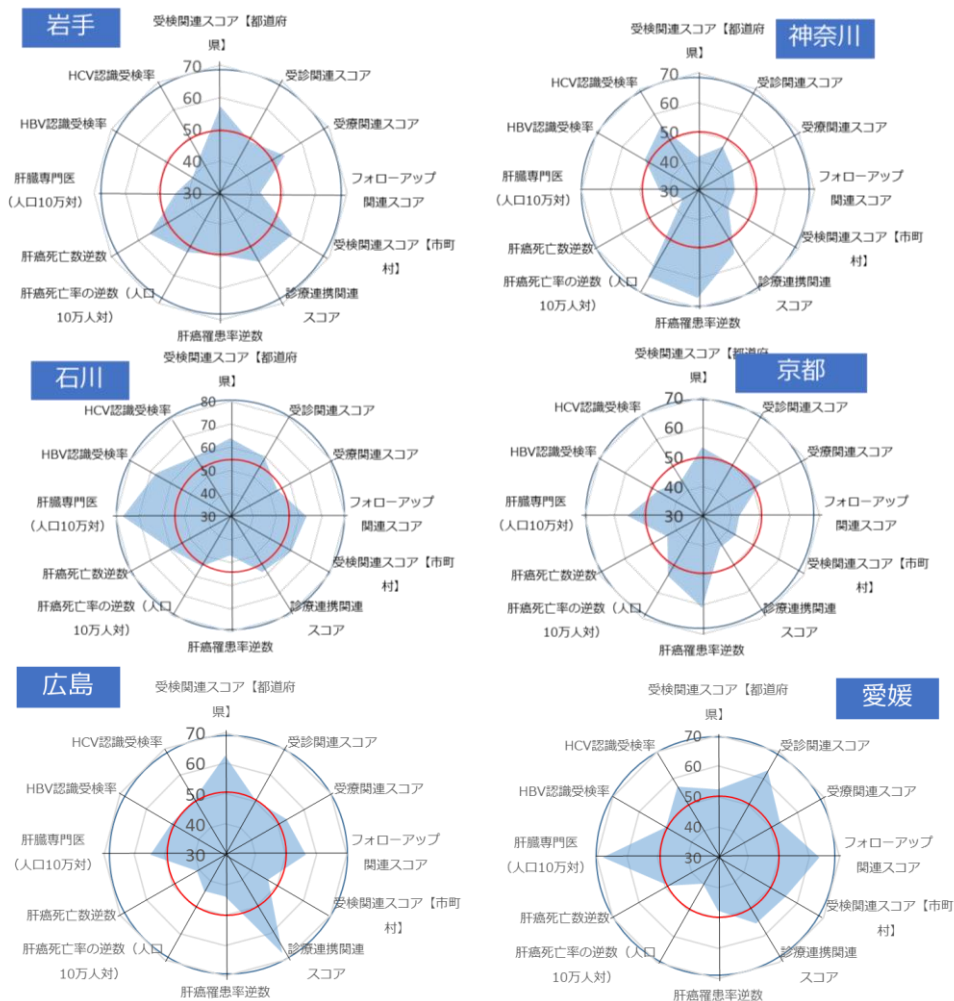 岩手
受検関連スコア【都道府
県】
受診関連スコア
受療関連スコア
フォローアップ
関連スコア
受検関連スコア【市町
村】
診療連携関連
スコア
肝癌罹患率逆数
肝癌死亡率の逆数（人口
10万人対）
肝癌死亡数逆数
肝臓専門医
（人口10万対）
HBV認識受検率
HCV認識受検率
70
60
50
40
30
神奈川
受検関連スコア【都道府
県】
受診関連スコア
受療関連スコア
フォローアップ
関連スコア
受検関連スコア【市町
村】
診療連携関連
スコア
肝癌罹患率逆数
肝癌死亡率の逆数（人口
10万人対）
肝癌死亡数逆数
肝臓専門医
（人口10万対）
HBV認識受検率
HCV認識受検率
70
60
50
40
30
石川
受検関連スコア【都道府
県】
受診関連スコア
受療関連スコア
フォローアップ
関連スコア
受検関連スコア【市町
村】
診療連携関連
スコア
肝癌罹患率逆数
肝癌死亡率の逆数（人口
10万人対）
肝癌死亡数逆数
肝臓専門医
（人口10万対）
HBV認識受検率
HCV認識受検率
80
70
60
50
40
30
京都
受検関連スコア【都道府
県】
受診関連スコア
受療関連スコア
フォローアップ
関連スコア
受検関連スコア【市町
村】
診療連携関連
スコア
肝癌罹患率逆数
肝癌死亡率の逆数（人口
10万人対）
肝癌死亡数逆数
肝臓専門医
（人口10万対）
HBV認識受検率
HCV認識受検率
70
60
50
40
30
広島
受検関連スコア【都道府
県】
受診関連スコア
受療関連スコア
フォローアップ
関連スコア
受検関連スコア【市町
村】
診療連携関連
スコア
肝癌罹患率逆数
肝癌死亡率の逆数（人口
10万人対）
肝癌死亡数逆数
肝臓専門医
（人口10万対）
HBV認識受検率
HCV認識受検率
70
60
50
40
30
愛媛
受検関連スコア【都道府
県】
受診関連スコア
受療関連スコア
フォローアップ
関連スコア
受検関連スコア【市町
村】
診療連携関連
スコア
肝癌罹患率逆数
肝癌死亡率の逆数（人口
10万人対）
肝癌死亡数逆数
肝臓専門医
（人口10万対）
HBV認識受検率
HCV認識受検率
70
60
50
40
30